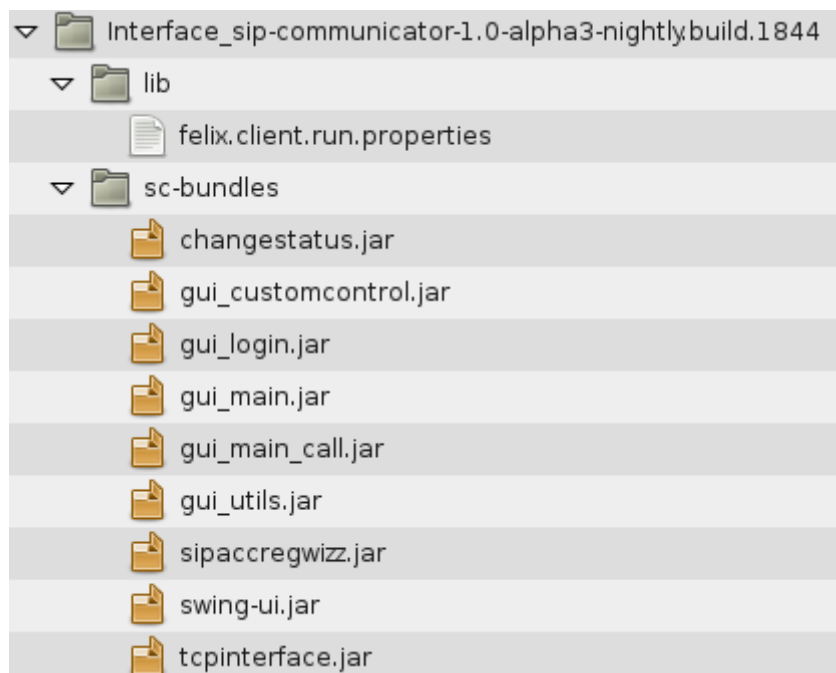 Interface_sip-communicator-1.0-alpha3-nightly.build.1844
lib
felix.client.run.properties
sc-bundles
changestatus.jar
gui_customcontrol.jar
gui_login.jar
gui_main.jar
gui_main_call.jar
gui_utils.jar
sipaccregwizz.jar
swing-ui.jar
tcpinterface.jar